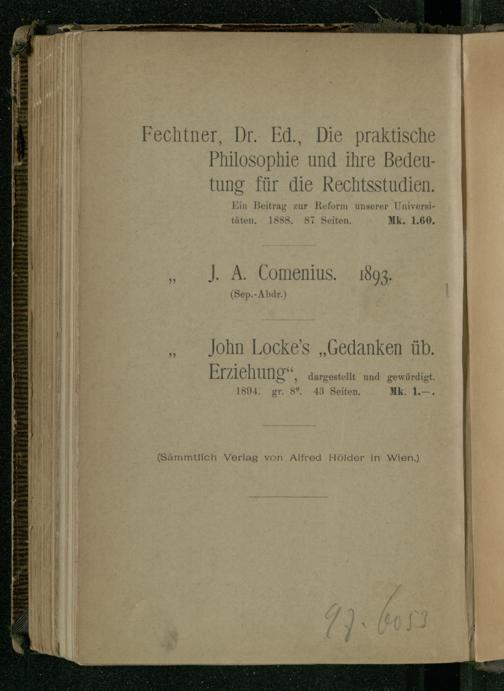 Fechtner, Dr. Ed., Die praktische
Philosophie und ihre Bedeu-
tung für die Rechtsstudien.
Ein Beitrag zur Reform unserer Universi-
täten. 1888. 87 Seiten. Mk. 1.60.
„ J. A. Comenius. 1893.
(Sep.-Abdr.)
„ John Locke's „Gedanken üb.
Erziehung“, dargestellt und gewürdigt.
1894. gr. 8°. 43 Seiten. Mk. 1.—.
(Sämmtlich Verlag von Alfred Hölder in Wien.)
97. 6053